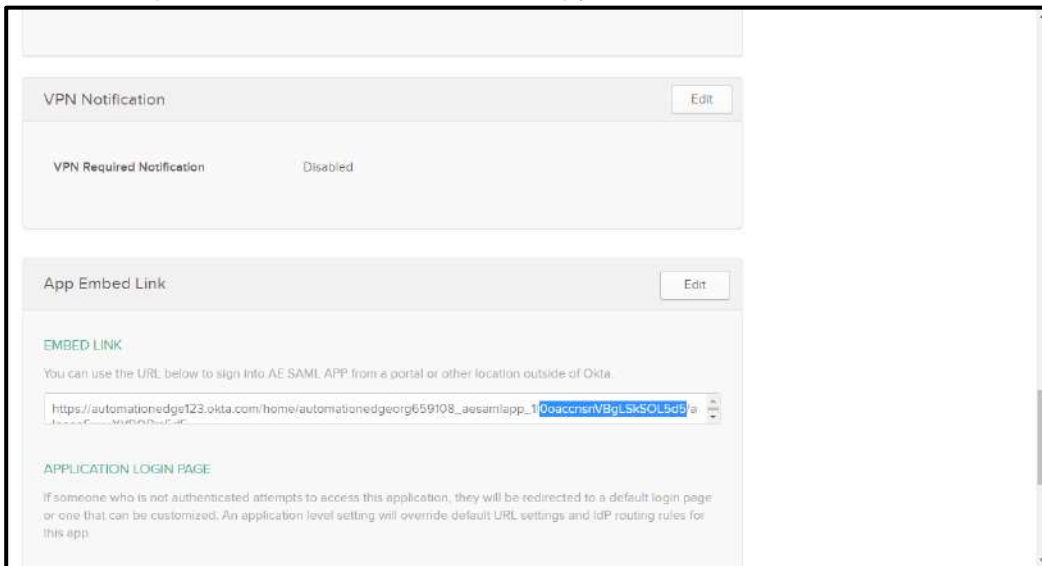 VPN Notification
Edit
VPN Required Notification
Disabled
App Embed Link
Edit
EMBED LINK
You can use the URL below to sign into AE SAML APP from a portal or other location outside of Okta.
https://automationedge123.okta.com/home/automationedgeorg659108_aesamlapp_1/0oaccnsnVBgLSkSOL5d5/a
APPLICATION LOGIN PAGE
If someone who is not authenticated attempts to access this application, they will be redirected to a default login page
or one that can be customized. An application level setting will override default URL settings and IdP routing rules for
this app